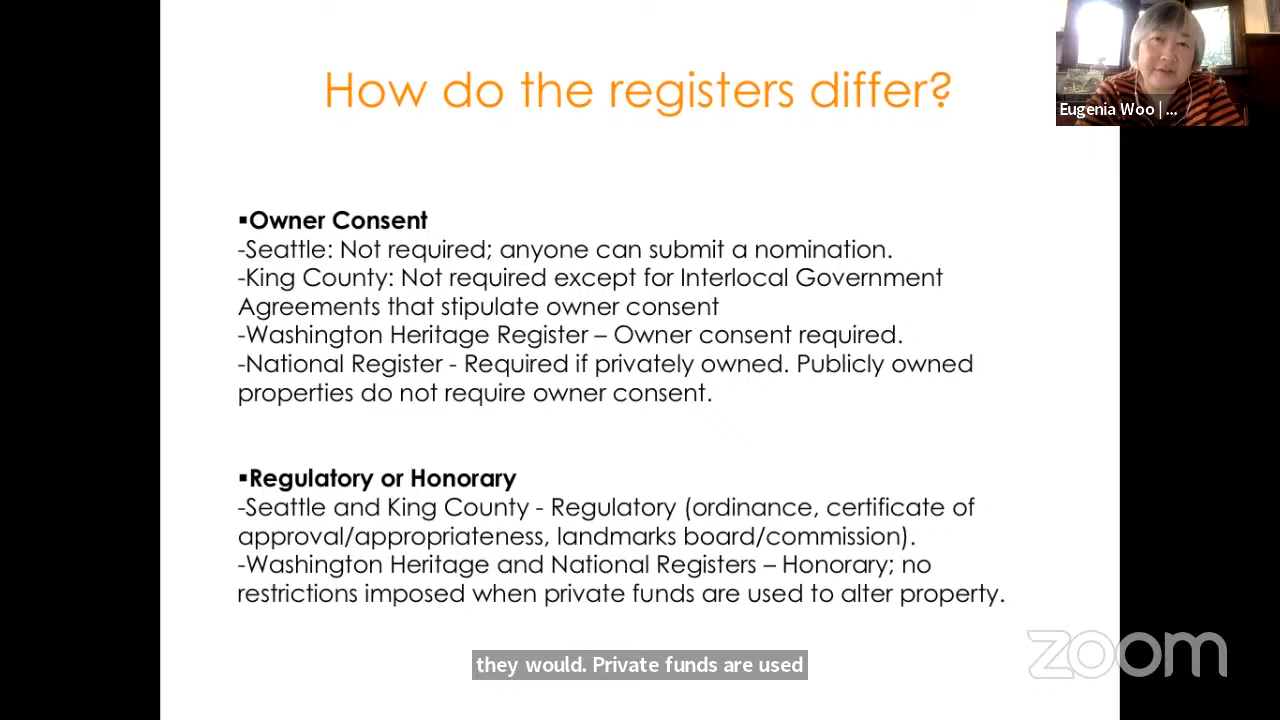 How do the registers differ?
Eugenia Woo | ...
▪Owner Consent
-Seattle: Not required; anyone can submit a nomination.
-King County: Not required except for Interlocal Government
Agreements that stipulate owner consent
-Washington Heritage Register – Owner consent required.
-National Register - Required if privately owned. Publicly owned
properties do not require owner consent.
▪Regulatory or Honorary
-Seattle and King County - Regulatory (ordinance, certificate of
approval/appropriateness, landmarks board/commission).
-Washington Heritage and National Registers – Honorary; no
restrictions imposed when private funds are used to alter property.
zoom
they would. Private funds are used